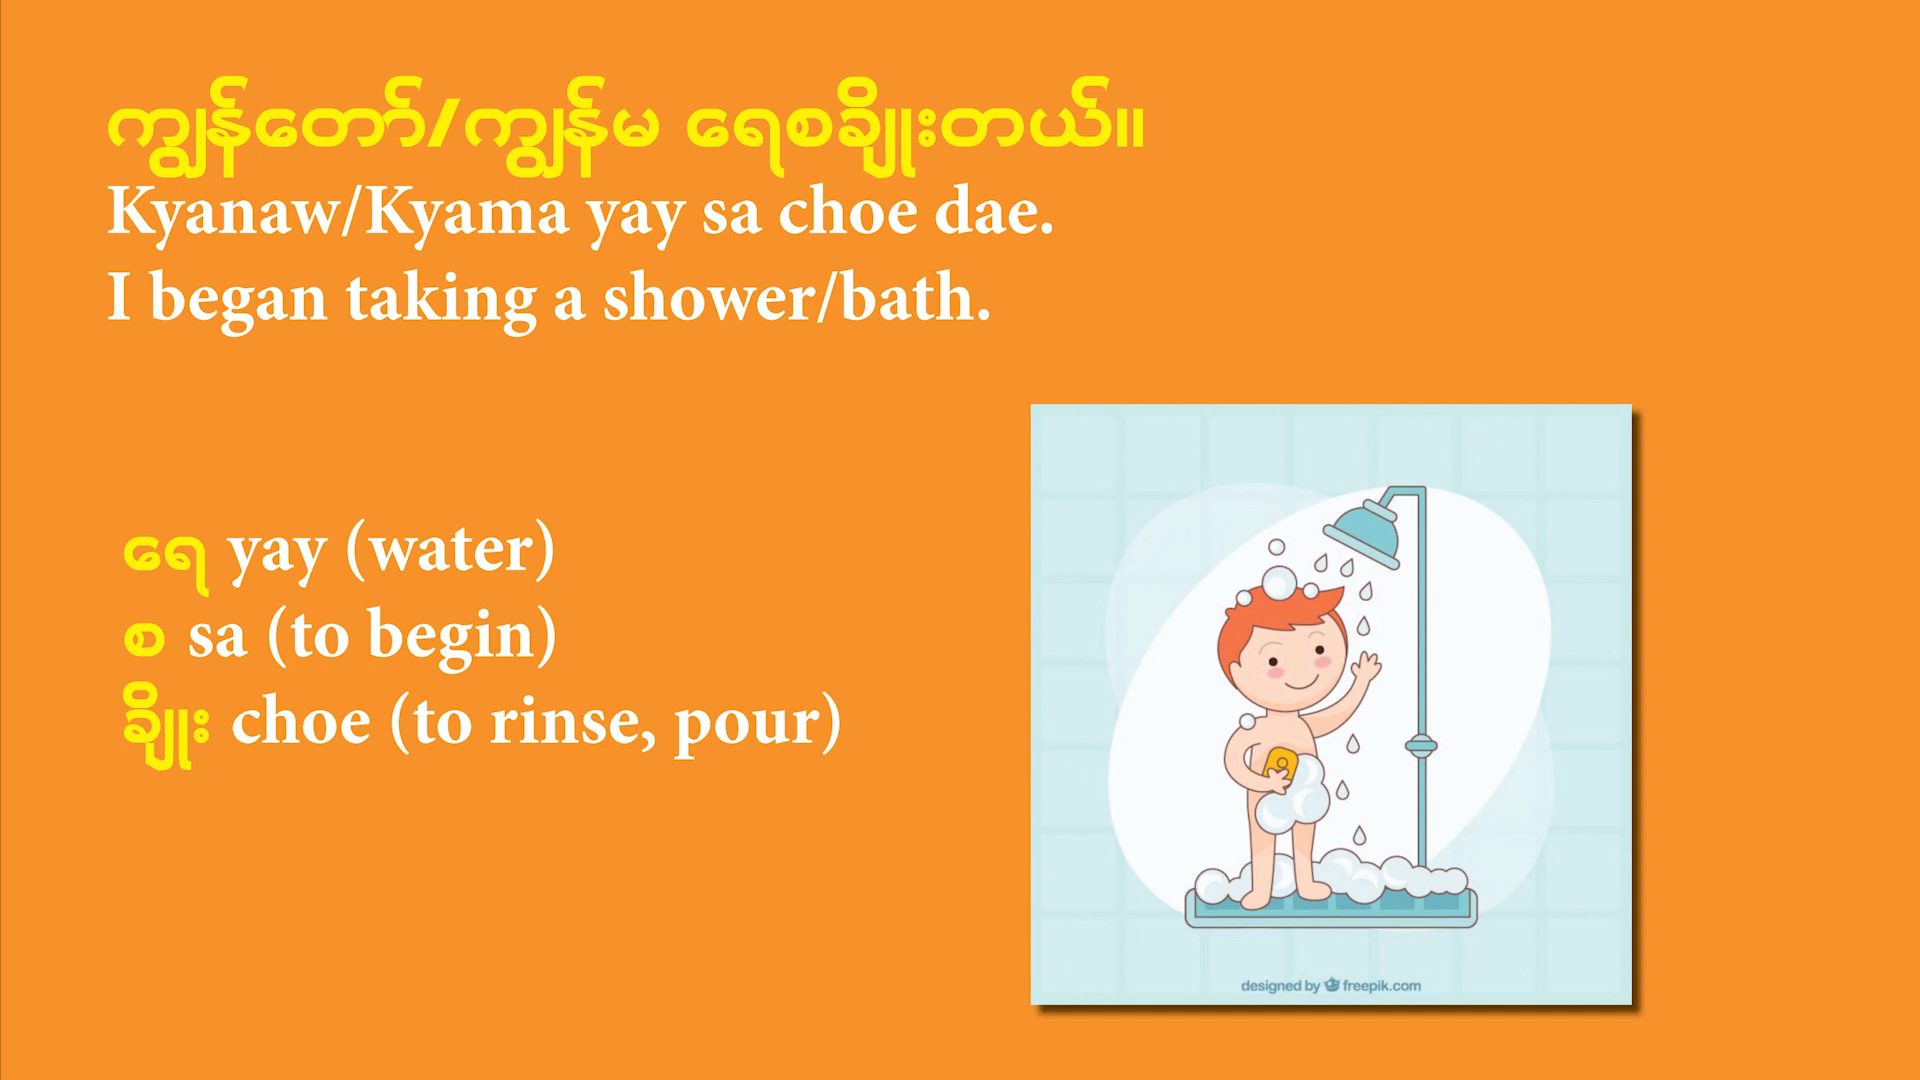 ကျွန်တော်/ကျွန်မ ရေစချိုးတယ်။
Kyanaw/Kyama yay sa choe dae.
I began taking a shower/bath.
ရေ yay (water)
စ sa (to begin)
ချိုး choe (to rinse, pour)
designed by freepik.com